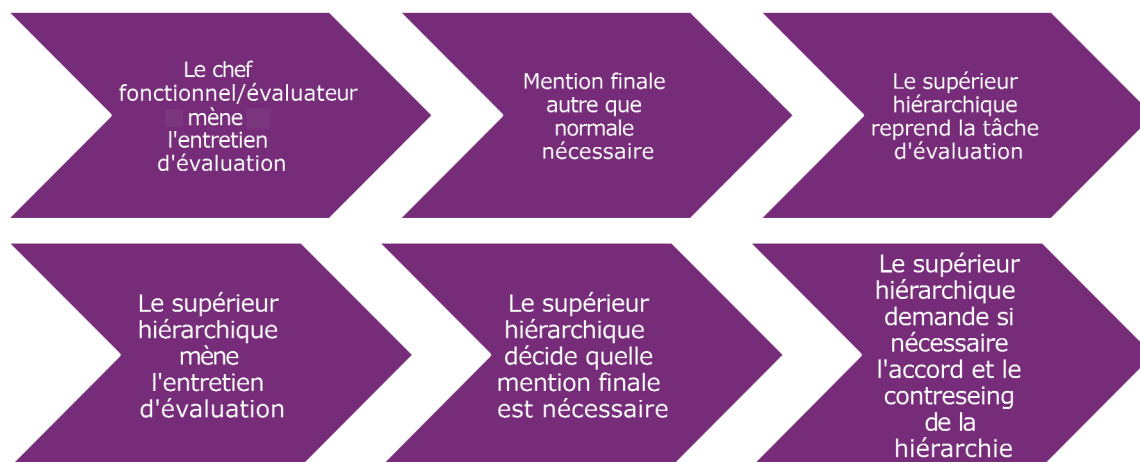 Le chef
fonctionnel/évaluateur
mène
l'entretien
d'évaluation
Mention finale
autre que
normale
nécessaire
Le supérieur
hiérarchique
reprend la tâche
d'évaluation
Le supérieur
hiérarchique
mène
l'entretien
d'évaluation
Le supérieur
hiérarchique
décide quelle
mention finale
est nécessaire
Le supérieur
hiérarchique
demande si
nécessaire
l'accord et le
contreseing
de la
hiérarchie